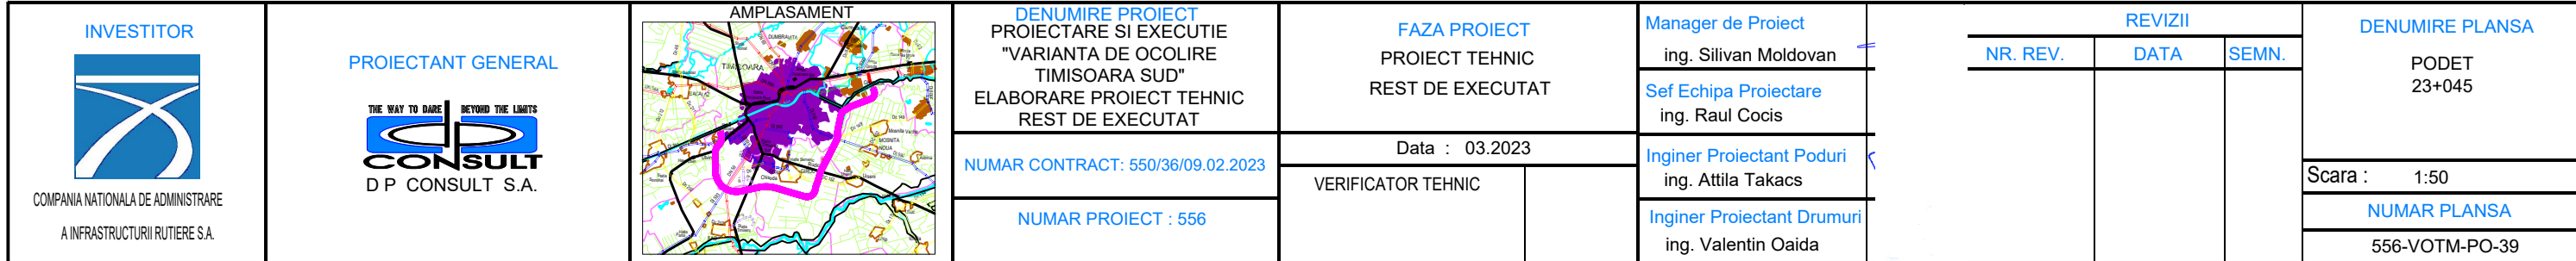 INVESTITOR
COMPANIA NATIONALA DE ADMINISTRARE
A INFRASTRUCTURII RUTIERE S.A.
PROIECTANT GENERAL
THE WAY TO DARE BEYOND THE LIMITS
CONSULT
D P CONSULT S.A.
AMPLASAMENT
DUMBRAVITA
TIMISOARA
MOSNITA
NOUA
DENUMIRE PROIECT
PROIECTARE SI EXECUTIE
"VARIANTA DE OCOLIRE
TIMISOARA SUD"
ELABORARE PROIECT TEHNIC
REST DE EXECUTAT
NUMAR CONTRACT: 550/36/09.02.2023
NUMAR PROIECT : 556
FAZA PROIECT
PROIECT TEHNIC
REST DE EXECUTAT
Data : 03.2023
VERIFICATOR TEHNIC
Manager de Proiect
ing. Silivan Moldovan
Sef Echipa Proiectare
ing. Raul Cocis
Inginer Proiectant Poduri
ing. Attila Takacs
Inginer Proiectant Drumuri
ing. Valentin Oaida
REVIZII
NR. REV. DATA SEMN.
DENUMIRE PLANSA
PODET
23+045
Scara : 1:50
NUMAR PLANSA
556-VOTM-PO-39